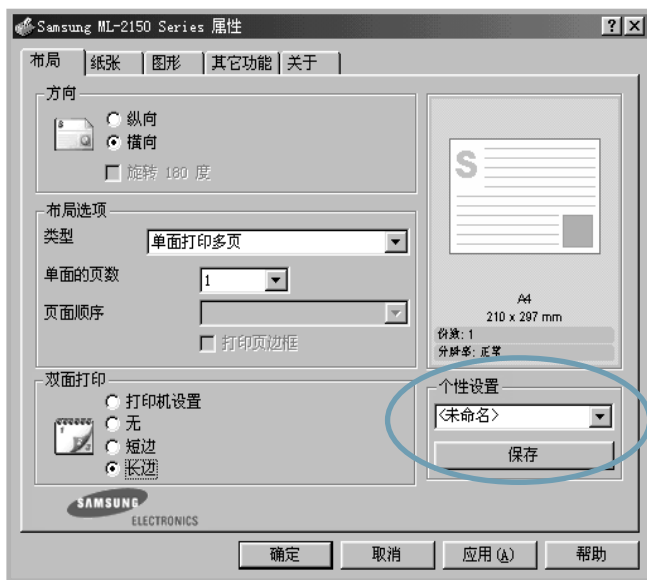 Samsung ML-2150 Series 属性
布局 纸张 图形 其它功能 关于
方向
纵向
横向
旋转 180 度
布局选项
类型 单面打印多页
单面的页数 1
页面顺序
打印页边框
双面打印
打印机设置
无
短边
长边
S
A4
210 x 297 mm
份数: 1
分辨率: 正常
个性设置
<未命名>
保存
SAMSUNG
ELECTRONICS
确定 取消 应用(A) 帮助